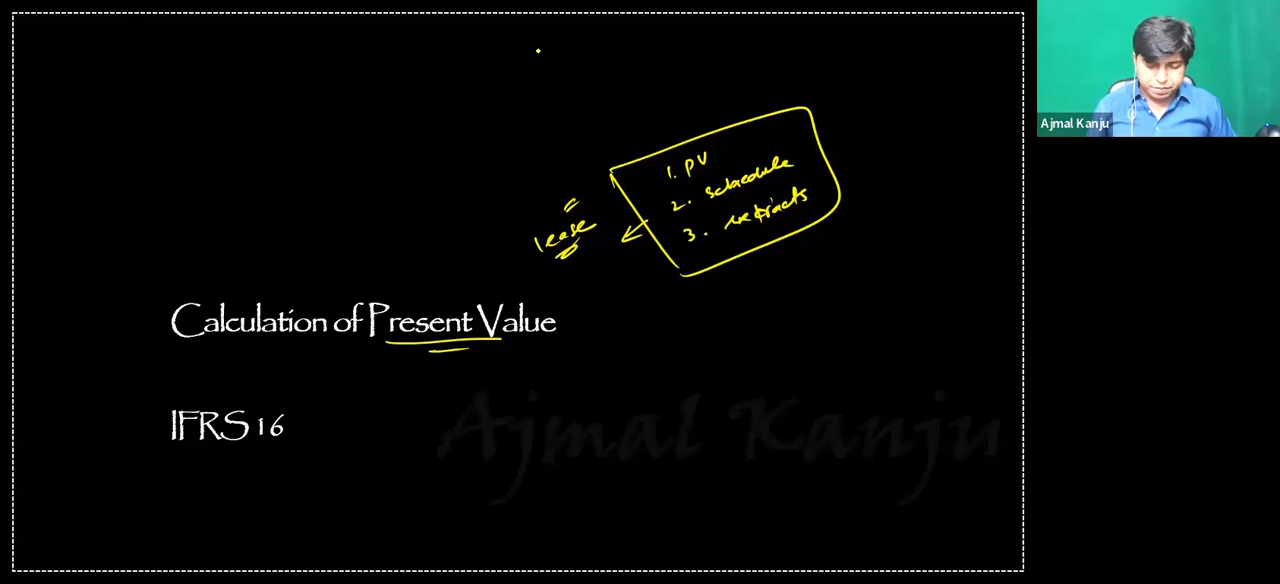 Ajmal Kanju
1. PV
2. Schedule
3. extracts
lease
Calculation of Present Value
IFRS 16
Ajmal Kanju